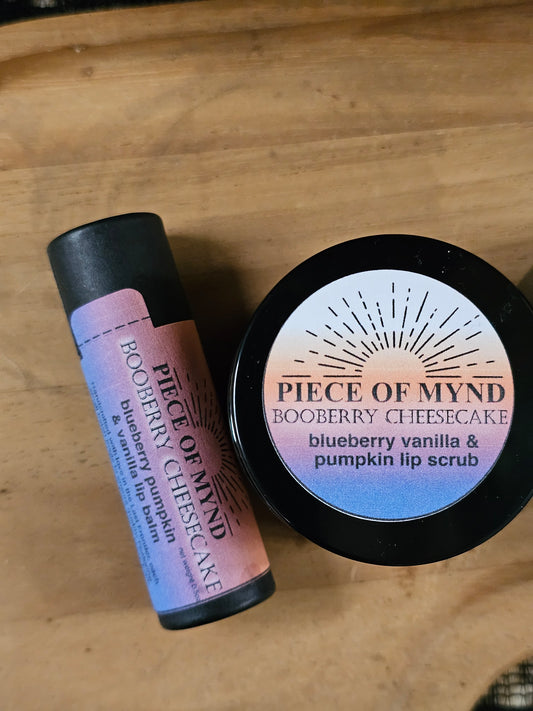 PIECE OF MYND
BOOBERRY CHEESECAKE
blueberry pumpkin
& vanilla lip balm
PIECE OF MYND
BOOBERRY CHEESECAKE
blueberry vanilla &
pumpkin lip scrub